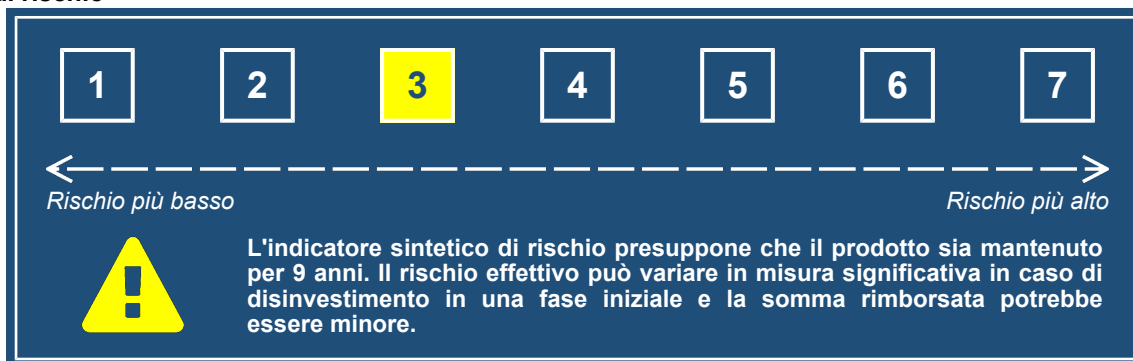 di rischio
1 2 3 4 5 6 7
Rischio più basso Rischio più alto
L'indicatore sintetico di rischio presuppone che il prodotto sia mantenuto
per 9 anni. Il rischio effettivo può variare in misura significativa in caso di
disinvestimento in una fase iniziale e la somma rimborsata potrebbe
essere minore.